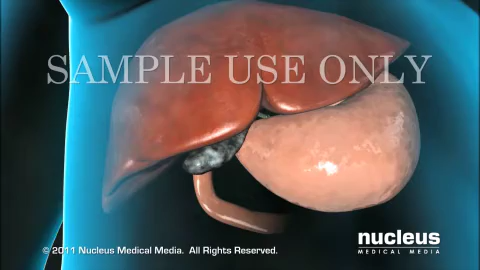 SAMPLE USE ONLY
© 2011 Nucleus Medical Media. All Rights Reserved.
nucleus
MEDICAL MEDIA